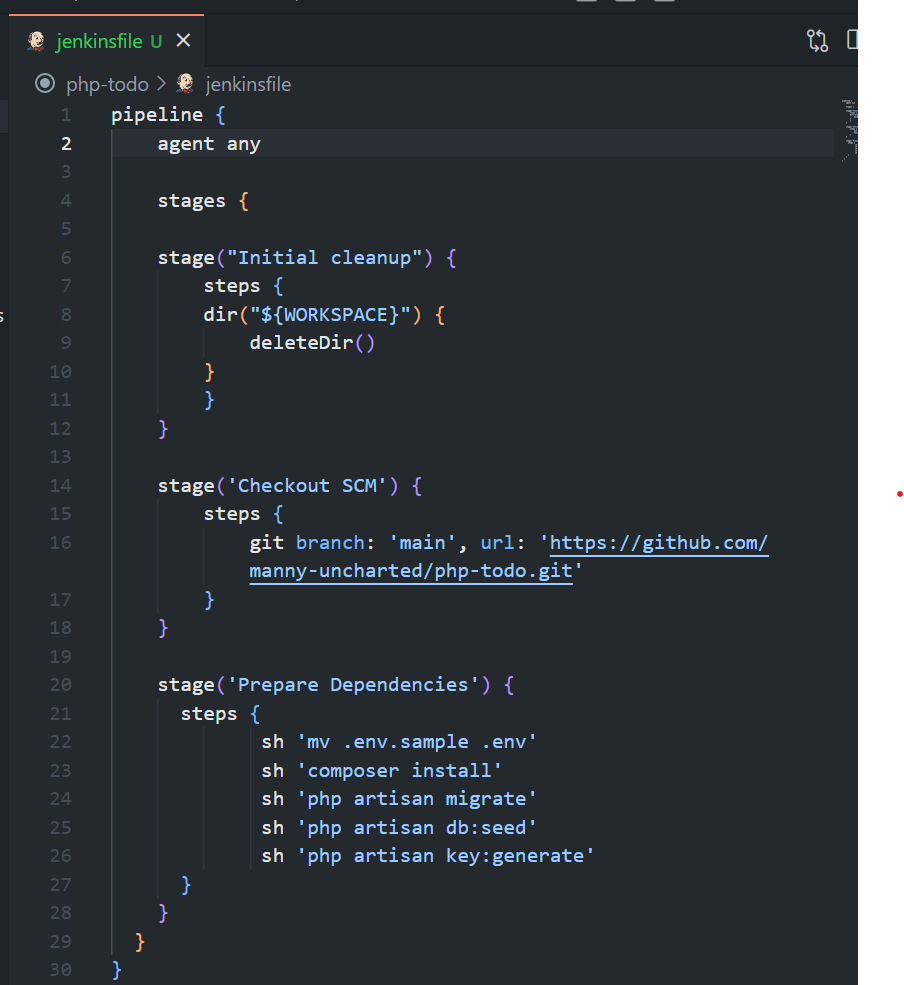 jenkinsfile U
php-todo > jenkinsfile
1 pipeline {
2 agent any
3
4 stages {
5
6 stage("Initial cleanup") {
7 steps {
8 dir("${WORKSPACE}") {
9 deleteDir()
10 }
11 }
12 }
13
14 stage('Checkout SCM') {
15 steps {
16 git branch: 'main', url: 'https://github.com/
manny-uncharted/php-todo.git'
17 }
18 }
19
20 stage('Prepare Dependencies') {
21 steps {
22 sh 'mv .env.sample .env'
23 sh 'composer install'
24 sh 'php artisan migrate'
25 sh 'php artisan db:seed'
26 sh 'php artisan key:generate'
27 }
28 }
29 }
30 }